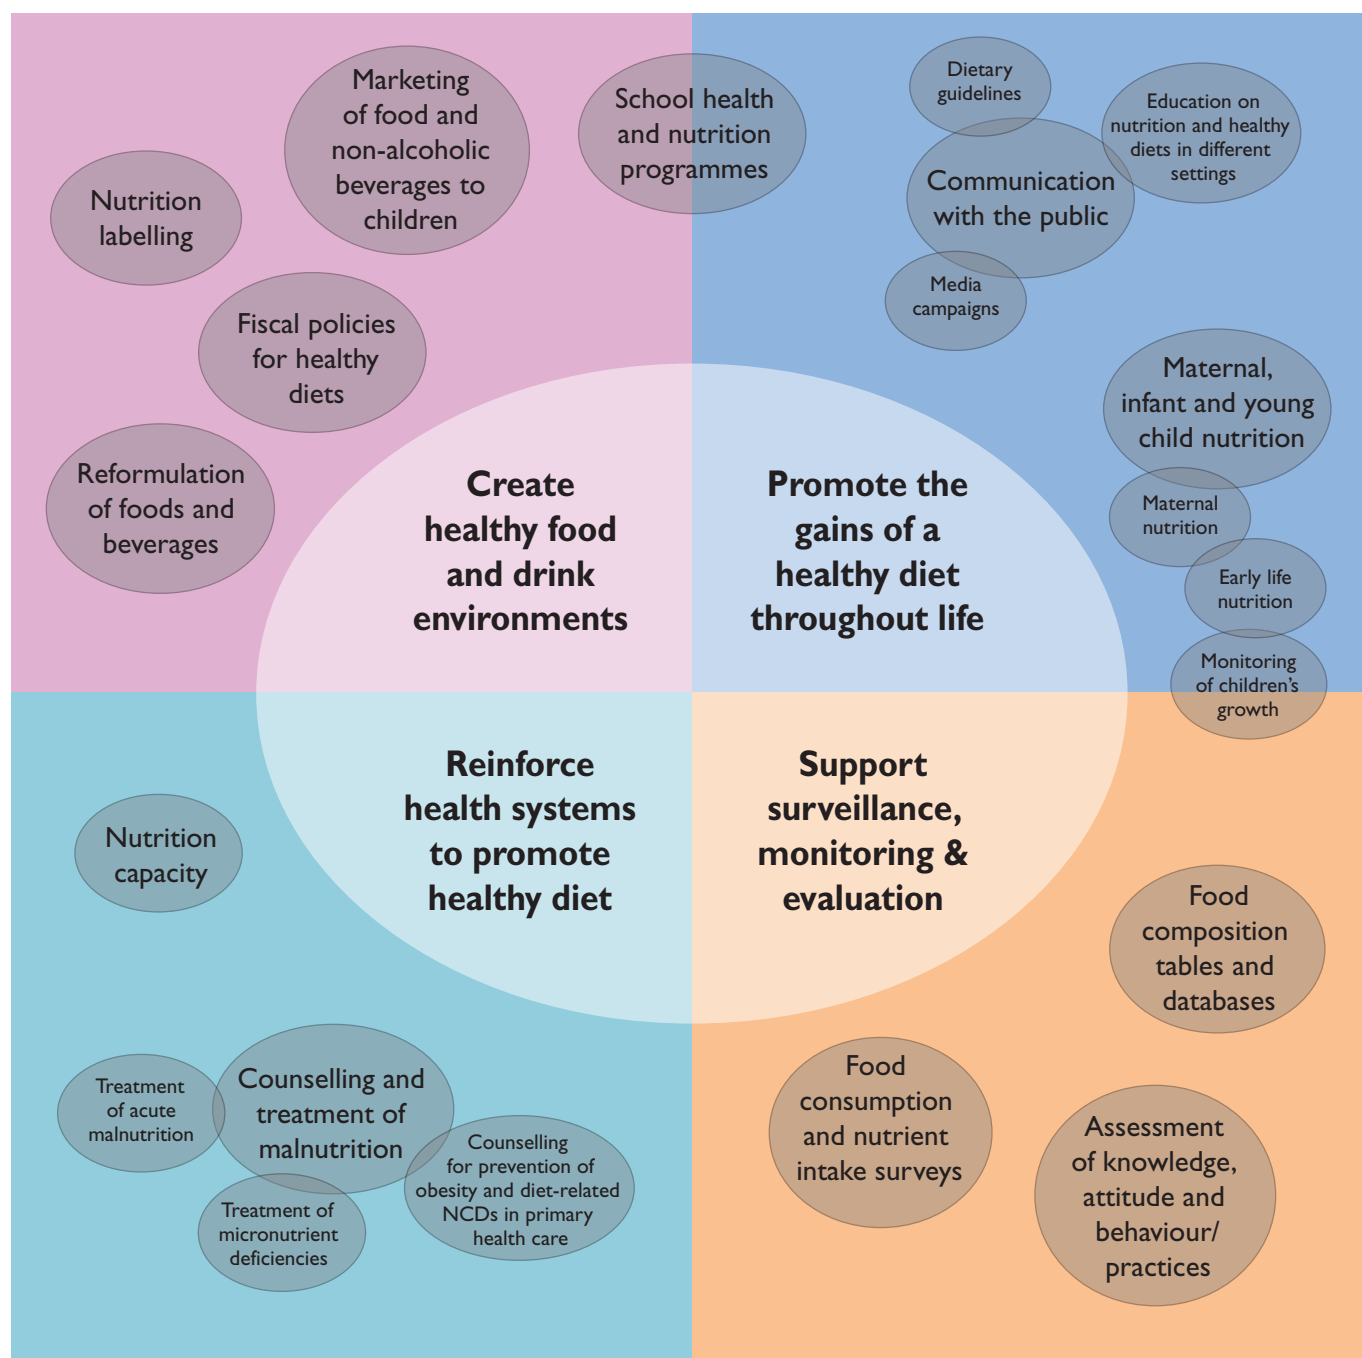 Marketing
of food and
non-alcoholic
beverages to
children
Nutrition
labelling
Fiscal policies
for healthy
diets
Reformulation
of foods and
beverages
School health
and nutrition
programmes
Create
healthy food
and drink
environments
Dietary
guidelines
Education on
nutrition and healthy
diets in different
settings
Communication
with the public
Media
campaigns
Maternal,
infant and young
child nutrition
Maternal
nutrition
Early life
nutrition
Monitoring
of children’s
growth
Promote the
gains of a
healthy diet
throughout life
Reinforce
health systems
to promote
healthy diet
Nutrition
capacity
Treatment
of acute
malnutrition
Counselling and
treatment of
malnutrition
Treatment of
micronutrient
deficiencies
Counselling
for prevention of
obesity and diet-related
NCDs in primary
health care
Support
surveillance,
monitoring &
evaluation
Food
composition
tables and
databases
Food
consumption
and nutrient
intake surveys
Assessment
of knowledge,
attitude and
behaviour/
practices